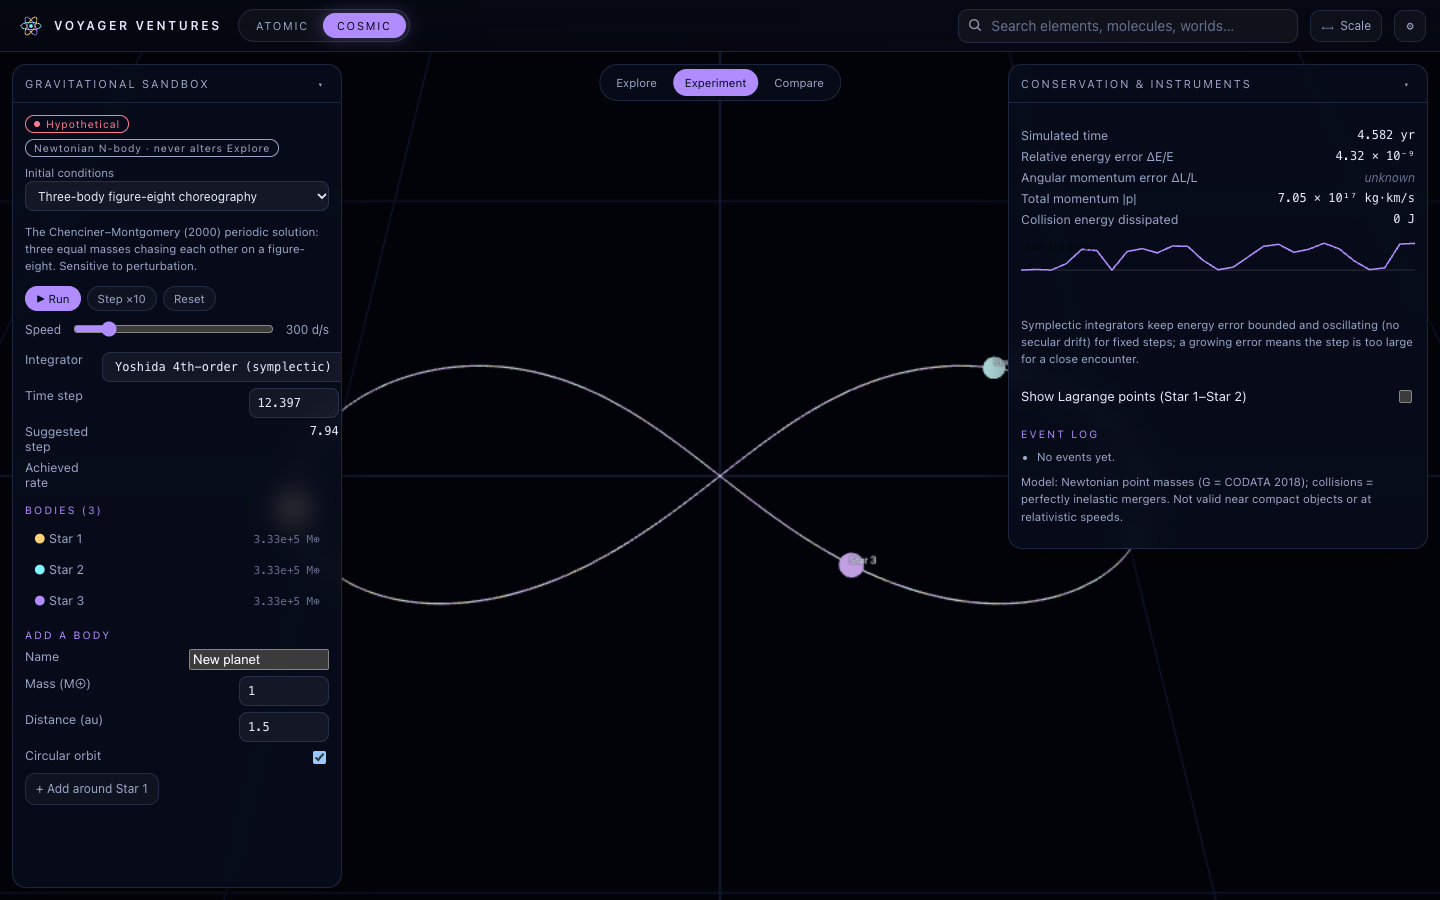 VOYAGER VENTURES
ATOMIC
COSMIC
Search elements, molecules, worlds...
Scale
GRAVITATIONAL SANDBOX
Hypothetical
Newtonian N-body · never alters Explore
Initial conditions
Three-body figure-eight choreography
The Chenciner–Montgomery (2000) periodic solution:
three equal masses chasing each other on a figure-
eight. Sensitive to perturbation.
Run
Step ×10
Reset
Speed
300 d/s
Integrator
Yoshida 4th-order (symplectic)
Time step
12.397
Suggested
step
7.94
Achieved
rate
BODIES (3)
Star 1
3.33e+5 M⊕
Star 2
3.33e+5 M⊕
Star 3
3.33e+5 M⊕
ADD A BODY
Name
New planet
Mass (M⊕)
1
Distance (au)
1.5
Circular orbit
+ Add around Star 1
Explore
Experiment
Compare
Star 3
CONSERVATION & INSTRUMENTS
Simulated time
4.582 yr
Relative energy error ΔE/E
4.32 × 10⁻⁹
Angular momentum error ΔL/L
unknown
Total momentum |p|
7.05 × 10¹⁷ kg·km/s
Collision energy dissipated
0 J
Symplectic integrators keep energy error bounded and oscillating (no
secular drift) for fixed steps; a growing error means the step is too large
for a close encounter.
Show Lagrange points (Star 1–Star 2)
EVENT LOG
No events yet.
Model: Newtonian point masses (G = CODATA 2018); collisions =
perfectly inelastic mergers. Not valid near compact objects or at
relativistic speeds.